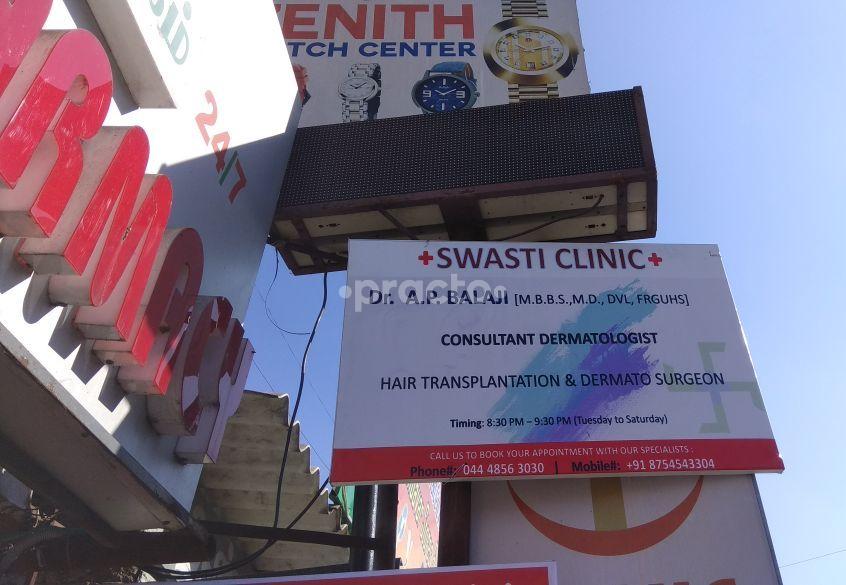 ZENITH
WATCH CENTER
24/7
SWASTI CLINIC
Dr. A.P. BALAJI [M.B.B.S.,M.D., DVL, FRGUHS]
CONSULTANT DERMATOLOGIST
HAIR TRANSPLANTATION & DERMATO SURGEON
Timing: 8:30 PM – 9:30 PM (Tuesday to Saturday)
CALL US TO BOOK YOUR APPOINTMENT WITH OUR SPECIALISTS :
Phone#: 044 4856 3030 | Mobile#: +91 8754543304
practo